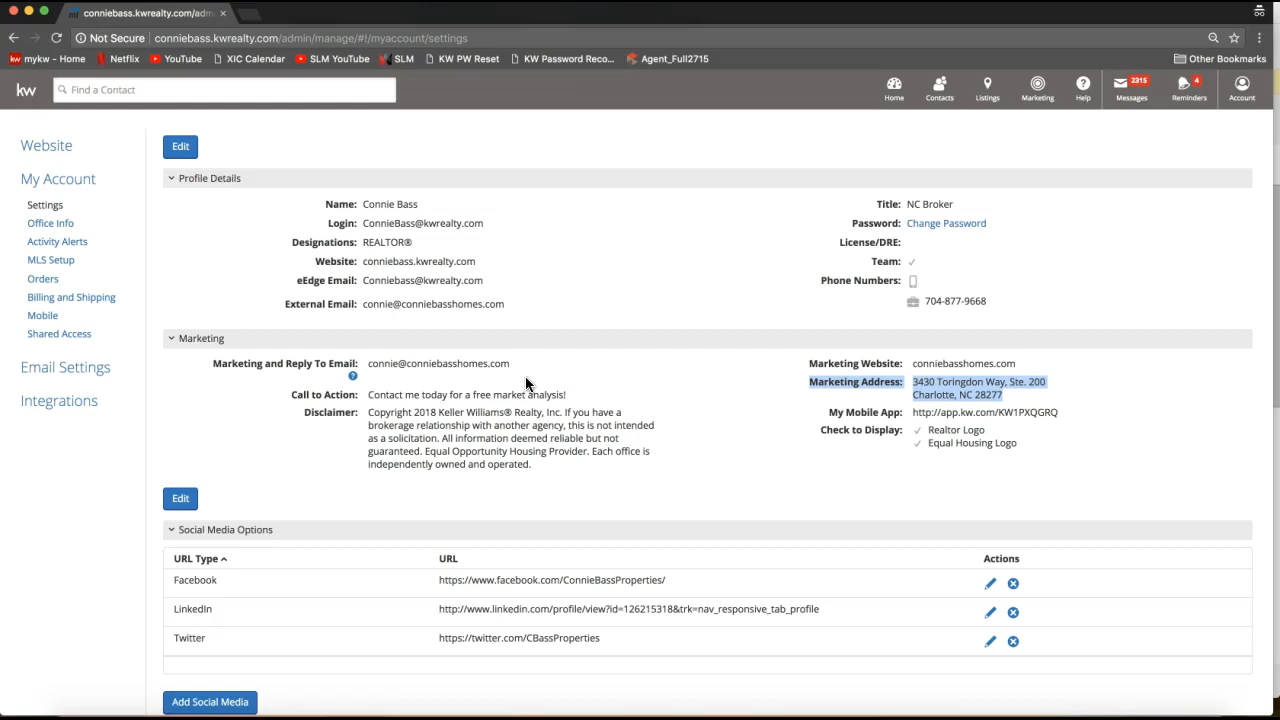 conniebass.kwrealty.com/adm ×
Not Secure conniebass.kwrealty.com/admin/manage/#!/myaccount/settings
kw mykw - Home Netflix YouTube XIC Calendar SLM YouTube SLM KW PW Reset KW Password Reco... Agent_Full2715 Other Bookmarks
kw Find a Contact Home Contacts Listings Marketing Help Messages 2315 Reminders 4 Account
Website
My Account
Settings
Office Info
Activity Alerts
MLS Setup
Orders
Billing and Shipping
Mobile
Shared Access
Email Settings
Integrations
Edit
Profile Details
Name: Connie Bass
Login: ConnieBass@kwrealty.com
Designations: REALTOR®
Website: conniebass.kwrealty.com
eEdge Email: Conniebass@kwrealty.com
External Email: connie@conniebasshomes.com
Title: NC Broker
Password: Change Password
License/DRE:
Team: ✓
Phone Numbers:
704-877-9668
Marketing
Marketing and Reply To Email: connie@conniebasshomes.com
?
Call to Action: Contact me today for a free market analysis!
Disclaimer: Copyright 2018 Keller Williams® Realty, Inc. If you have a
brokerage relationship with another agency, this is not intended
as a solicitation. All information deemed reliable but not
guaranteed. Equal Opportunity Housing Provider. Each office is
independently owned and operated.
Marketing Website: conniebasshomes.com
Marketing Address: 3430 Toringdon Way, Ste. 200
Charlotte, NC 28277
My Mobile App: http://app.kw.com/KW1PXQGRQ
Check to Display: ✓ Realtor Logo
✓ Equal Housing Logo
Edit
Social Media Options
URL Type URL Actions
Facebook https://www.facebook.com/ConnieBassProperties/
LinkedIn http://www.linkedin.com/profile/view?id=126215318&trk=nav_responsive_tab_profile
Twitter https://twitter.com/CBassProperties
Add Social Media